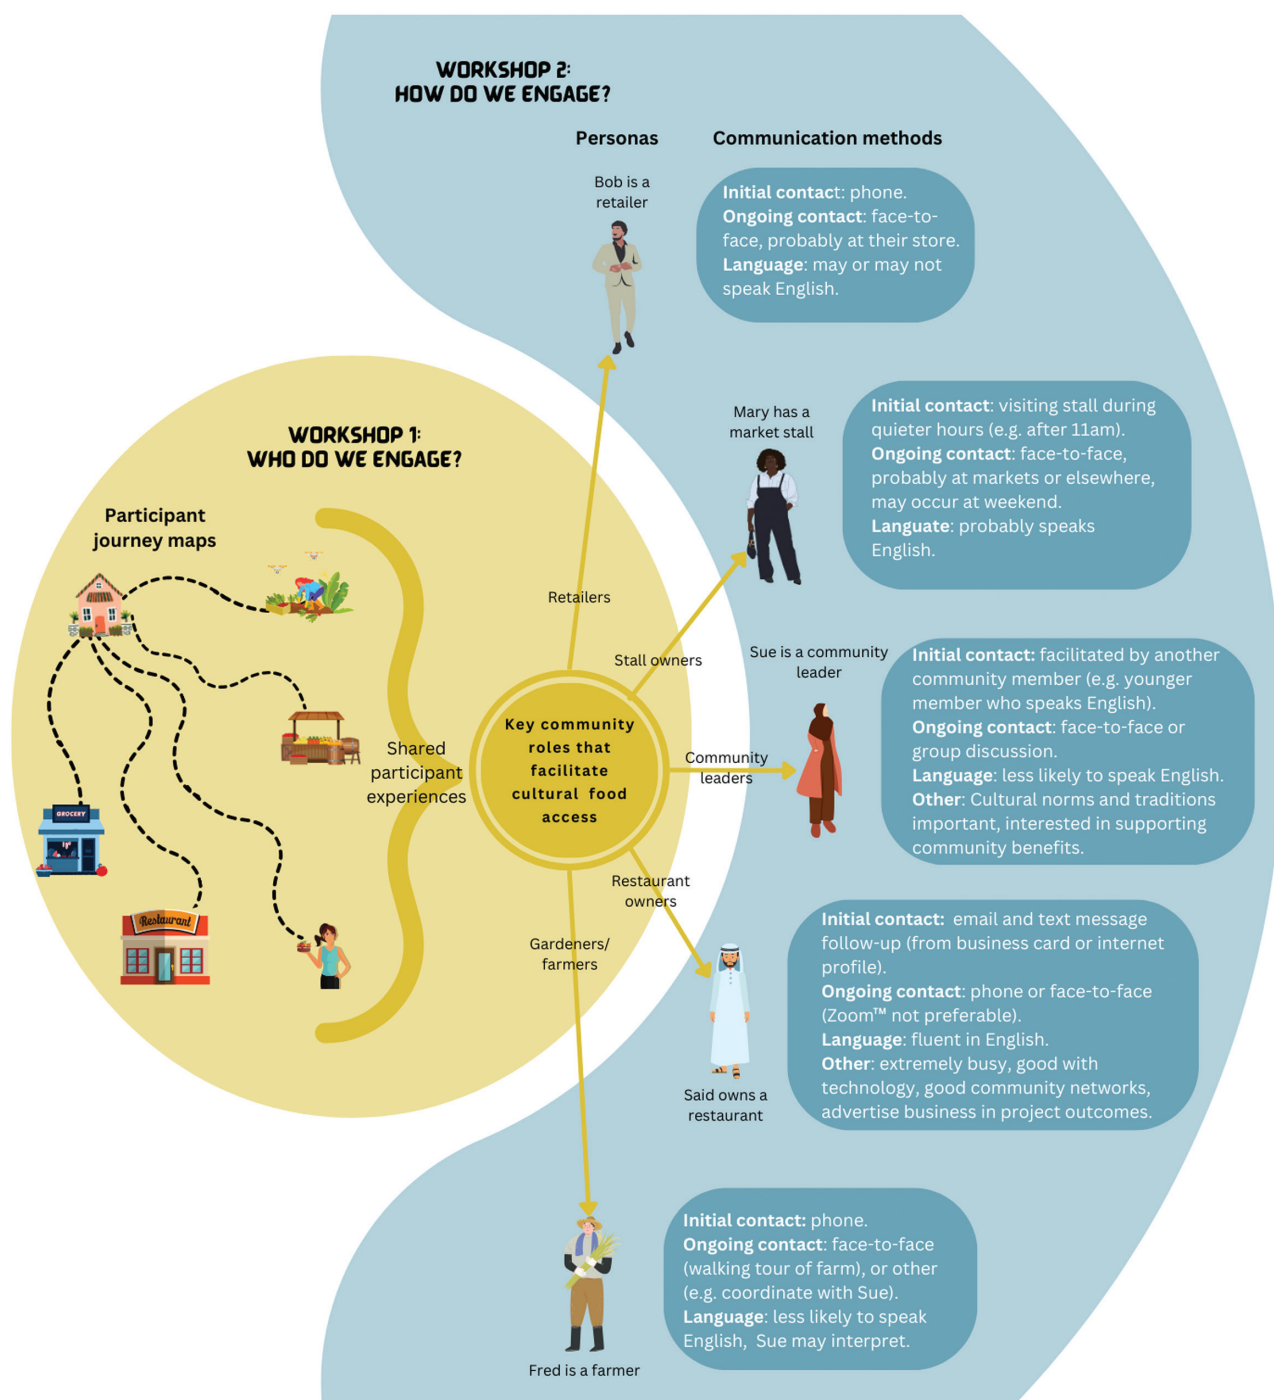 WORKSHOP 2:
HOW DO WE ENGAGE?
Personas
Communication methods
Bob is a
retailer
Initial contact: phone.
Ongoing contact: face-to-
face, probably at their store.
Language: may or may not
speak English.
Mary has a
market stall
Initial contact: visiting stall during
quieter hours (e.g. after 11am).
Ongoing contact: face-to-face,
probably at markets or elsewhere,
may occur at weekend.
Languate: probably speaks
English.
WORKSHOP 1:
WHO DO WE ENGAGE?
Participant
journey maps
GROCERY
Restaurant
Shared
participant
experiences
Key community
roles that
facilitate
cultural food
access
Retailers
Stall owners
Community
leaders
Restaurant
owners
Gardeners/
farmers
Sue is a community
leader
Initial contact: facilitated by another
community member (e.g. younger
member who speaks English).
Ongoing contact: face-to-face or
group discussion.
Language: less likely to speak English.
Other: Cultural norms and traditions
important, interested in supporting
community benefits.
Said owns a
restaurant
Initial contact: email and text message
follow-up (from business card or internet
profile).
Ongoing contact: phone or face-to-face
(Zoom™ not preferable).
Language: fluent in English.
Other: extremely busy, good with
technology, good community networks,
advertise business in project outcomes.
Fred is a farmer
Initial contact: phone.
Ongoing contact: face-to-face
(walking tour of farm), or other
(e.g. coordinate with Sue).
Language: less likely to speak
English, Sue may interpret.